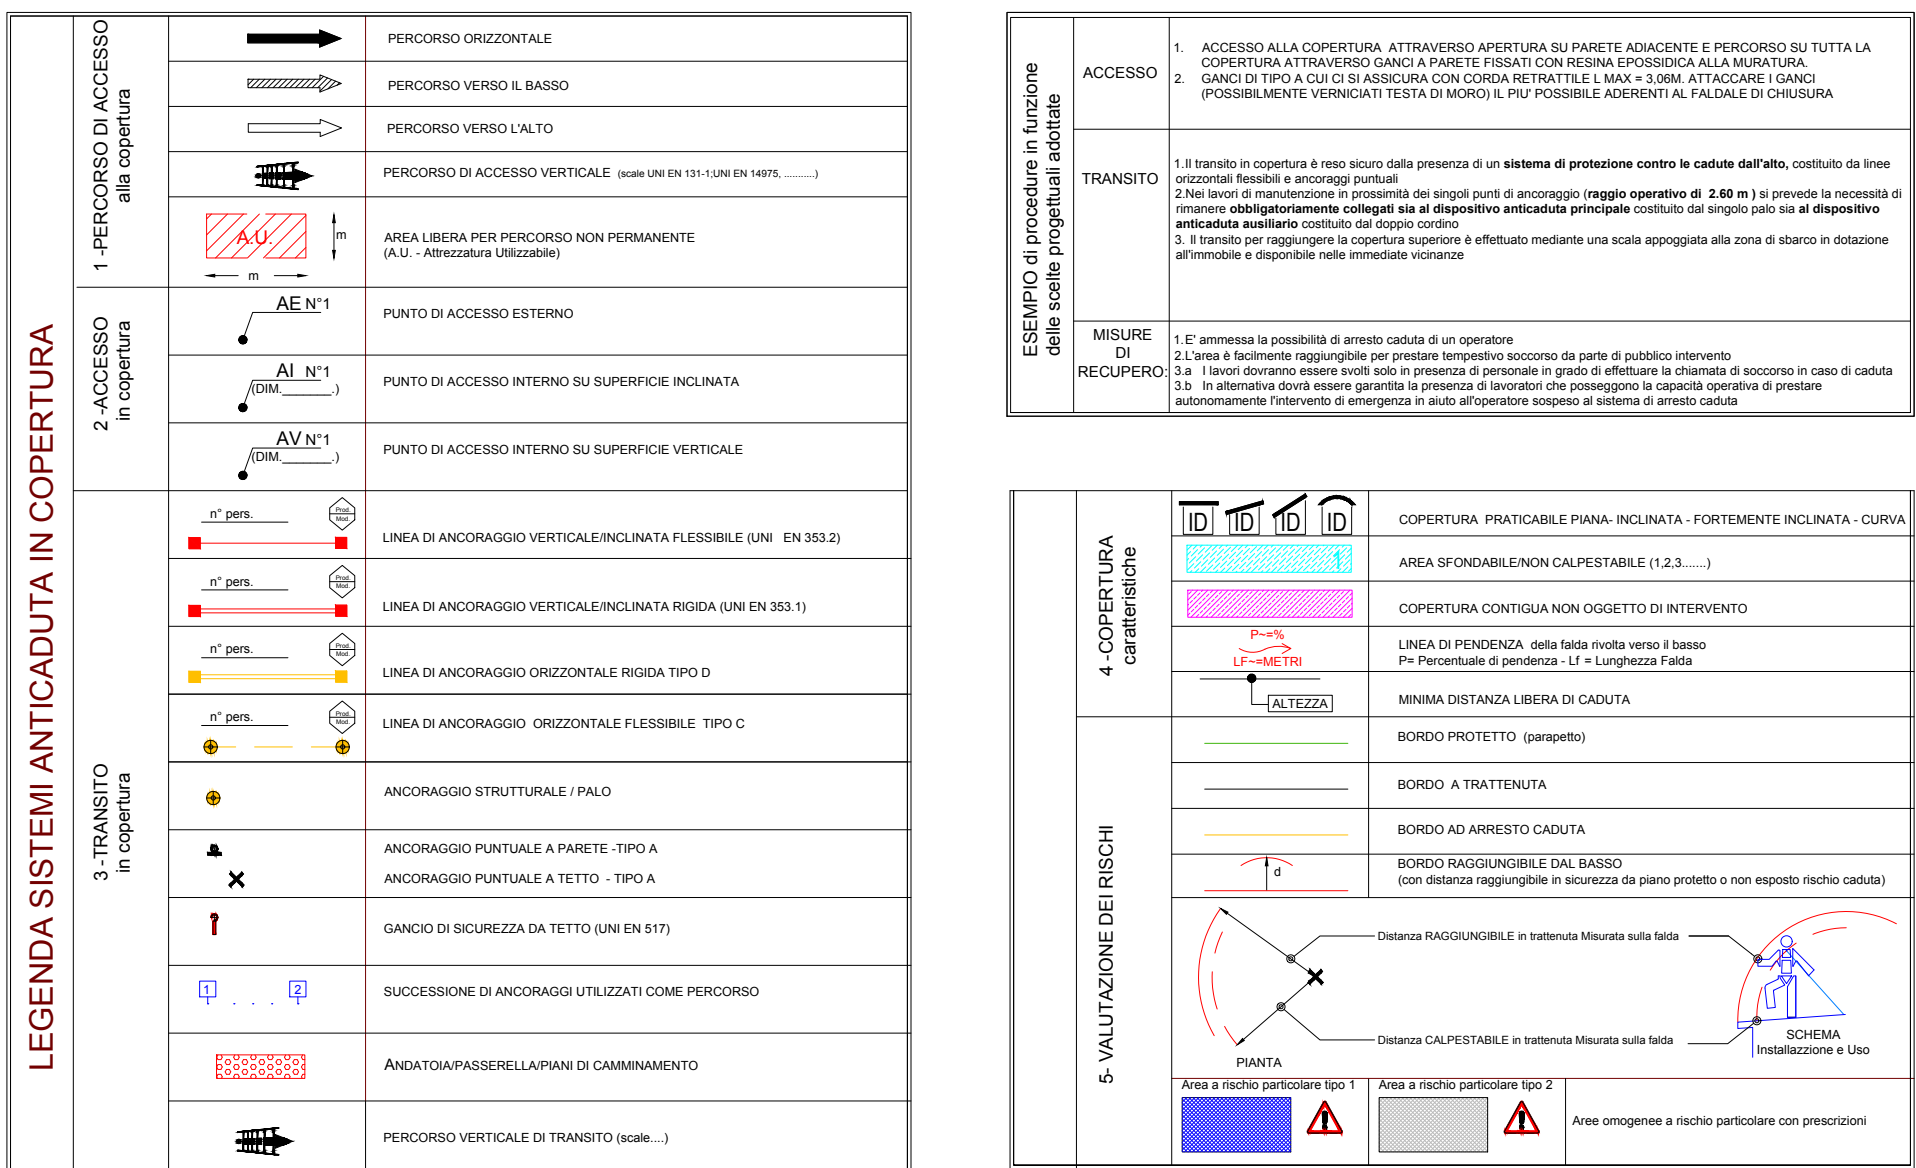 LEGENDA SISTEMI ANTICADUTA IN COPERTURA
1 -PERCORSO DI ACCESSO
alla copertura
PERCORSO ORIZZONTALE
PERCORSO VERSO IL BASSO
PERCORSO VERSO L'ALTO
PERCORSO DI ACCESSO VERTICALE (scale UNI EN 131-1;UNI EN 14975, ...........)
A.U.
m
m
AREA LIBERA PER PERCORSO NON PERMANENTE
(A.U. - Attrezzatura Utilizzabile)
2 -ACCESSO
in copertura
AE N°1
PUNTO DI ACCESSO ESTERNO
AI N°1
(DIM._______.)
PUNTO DI ACCESSO INTERNO SU SUPERFICIE INCLINATA
AV N°1
(DIM._______.)
PUNTO DI ACCESSO INTERNO SU SUPERFICIE VERTICALE
3 -TRANSITO
in copertura
n° pers.
Prod.
Mod.
LINEA DI ANCORAGGIO VERTICALE/INCLINATA FLESSIBILE (UNI EN 353.2)
n° pers.
Prod.
Mod.
LINEA DI ANCORAGGIO VERTICALE/INCLINATA RIGIDA (UNI EN 353.1)
n° pers.
Prod.
Mod.
LINEA DI ANCORAGGIO ORIZZONTALE RIGIDA TIPO D
n° pers.
Prod.
Mod.
LINEA DI ANCORAGGIO ORIZZONTALE FLESSIBILE TIPO C
ANCORAGGIO STRUTTURALE / PALO
ANCORAGGIO PUNTUALE A PARETE -TIPO A
ANCORAGGIO PUNTUALE A TETTO - TIPO A
GANCIO DI SICUREZZA DA TETTO (UNI EN 517)
1 2
SUCCESSIONE DI ANCORAGGI UTILIZZATI COME PERCORSO
ANDATOIA/PASSERELLA/PIANI DI CAMMINAMENTO
PERCORSO VERTICALE DI TRANSITO (scale....)
ESEMPIO di procedure in funzione
delle scelte progettuali adottate
ACCESSO
1. ACCESSO ALLA COPERTURA ATTRAVERSO APERTURA SU PARETE ADIACENTE E PERCORSO SU TUTTA LA
COPERTURA ATTRAVERSO GANCI A PARETE FISSATI CON RESINA EPOSSIDICA ALLA MURATURA.
2. GANCI DI TIPO A CUI CI SI ASSICURA CON CORDA RETRATTILE L MAX = 3,06M. ATTACCARE I GANCI
(POSSIBILMENTE VERNICIATI TESTA DI MORO) IL PIU' POSSIBILE ADERENTI AL FALDALE DI CHIUSURA
TRANSITO
1.Il transito in copertura è reso sicuro dalla presenza di un sistema di protezione contro le cadute dall'alto, costituito da linee
orizzontali flessibili e ancoraggi puntuali
2.Nei lavori di manutenzione in prossimità dei singoli punti di ancoraggio (raggio operativo di 2.60 m ) si prevede la necessità di
rimanere obbligatoriamente collegati sia al dispositivo anticaduta principale costituito dal singolo palo sia al dispositivo
anticaduta ausiliario costituito dal doppio cordino
3. Il transito per raggiungere la copertura superiore è effettuato mediante una scala appoggiata alla zona di sbarco in dotazione
all'immobile e disponibile nelle immediate vicinanze
MISURE
DI
RECUPERO:
1.E' ammessa la possibilità di arresto caduta di un operatore
2.L'area è facilmente raggiungibile per prestare tempestivo soccorso da parte di pubblico intervento
3.a I lavori dovranno essere svolti solo in presenza di personale in grado di effettuare la chiamata di soccorso in caso di caduta
3.b In alternativa dovrà essere garantita la presenza di lavoratori che posseggono la capacità operativa di prestare
autonomamente l'intervento di emergenza in aiuto all'operatore sospeso al sistema di arresto caduta
4 -COPERTURA
caratteristiche
ID ID ID ID
COPERTURA PRATICABILE PIANA- INCLINATA - FORTEMENTE INCLINATA - CURVA
1
AREA SFONDABILE/NON CALPESTABILE (1,2,3.......)
COPERTURA CONTIGUA NON OGGETTO DI INTERVENTO
P~=%
LF~=METRI
LINEA DI PENDENZA della falda rivolta verso il basso
P= Percentuale di pendenza - Lf = Lunghezza Falda
ALTEZZA
MINIMA DISTANZA LIBERA DI CADUTA
5- VALUTAZIONE DEI RISCHI
BORDO PROTETTO (parapetto)
BORDO A TRATTENUTA
BORDO AD ARRESTO CADUTA
d
BORDO RAGGIUNGIBILE DAL BASSO
(con distanza raggiungibile in sicurezza da piano protetto o non esposto rischio caduta)
Distanza RAGGIUNGIBILE in trattenuta Misurata sulla falda
Distanza CALPESTABILE in trattenuta Misurata sulla falda
PIANTA
SCHEMA
Installazzione e Uso
Area a rischio particolare tipo 1
Area a rischio particolare tipo 2
Aree omogenee a rischio particolare con prescrizioni